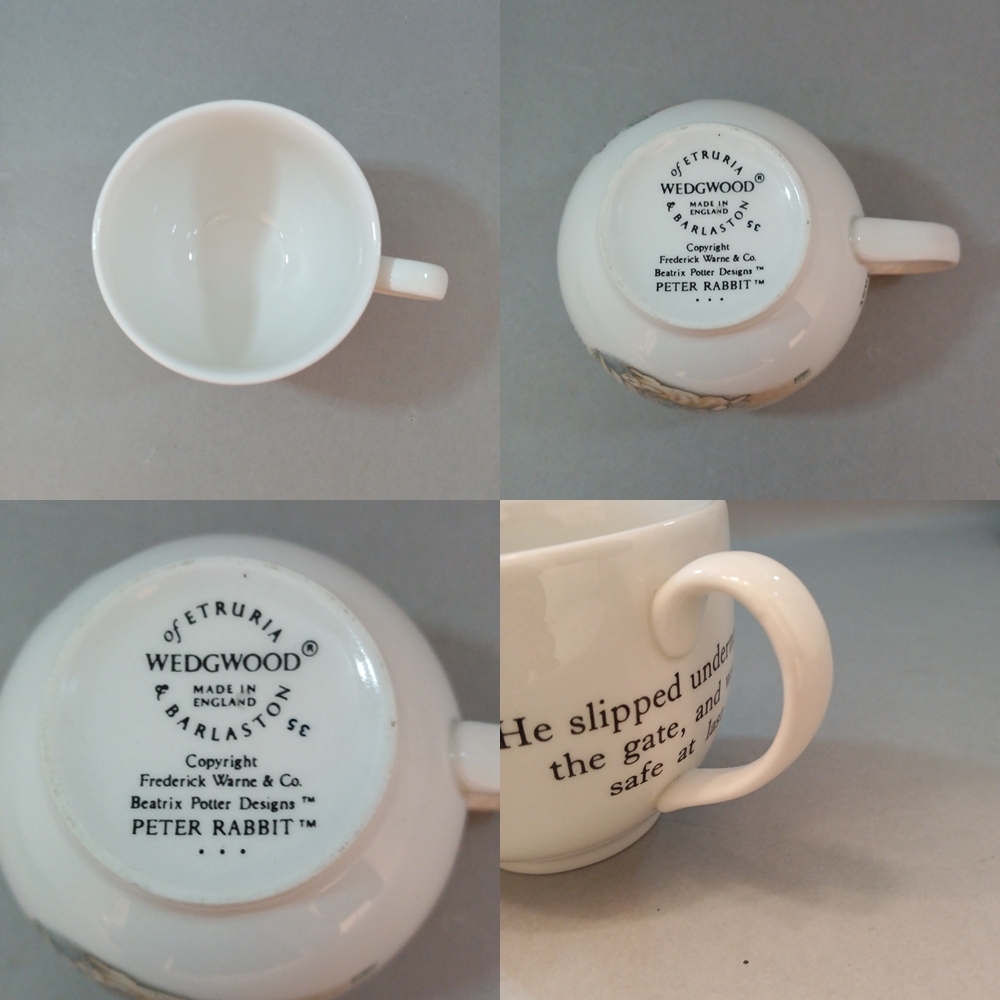 of ETRURIA
WEDGWOOD®
MADE IN
ENGLAND
& BARLASTON 35
Copyright
Frederick Warne & Co.
Beatrix Potter Designs ™
PETER RABBIT ™
of ETRURIA
WEDGWOOD®
MADE IN
ENGLAND
& BARLASTON 35
Copyright
Frederick Warne & Co.
Beatrix Potter Designs ™
PETER RABBIT ™
He slipped
the gate, and
safe at